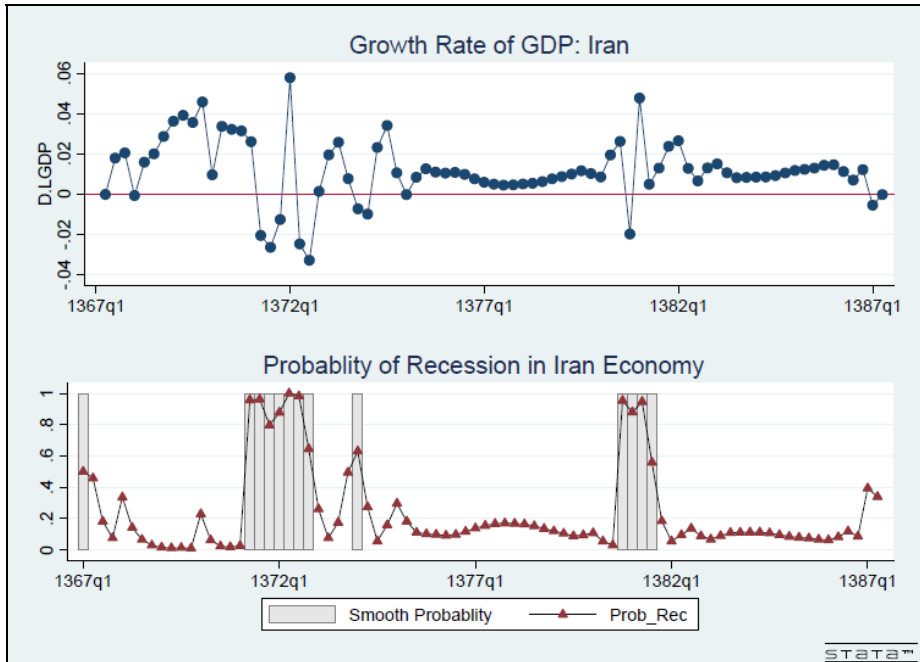 Growth Rate of GDP: Iran
D.LGDP
.06
.04
.02
0
-.02
-.04
1367q1 1372q1 1377q1 1382q1 1387q1
Probablity of Recession in Iran Economy
1
.8
.6
.4
.2
0
1367q1 1372q1 1377q1 1382q1 1387q1
Smooth Probablity Prob_Rec
STATA™